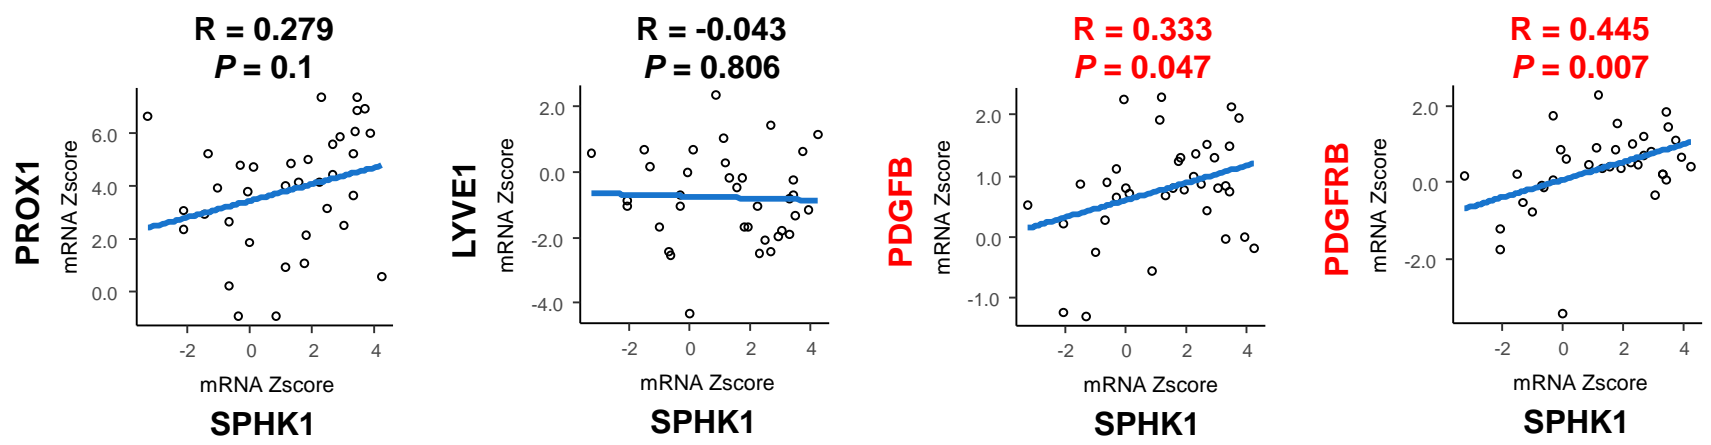 R = 0.279
P = 0.1
PROX1
mRNA Zscore
6.0
4.0
2.0
0.0
-2 0 2 4
mRNA Zscore
SPHK1
R = -0.043
P = 0.806
LYVE1
mRNA Zscore
2.0
0.0
-2.0
-4.0
-2 0 2 4
mRNA Zscore
SPHK1
R = 0.333
P = 0.047
PDGFB
mRNA Zscore
2.0
1.0
0.0
-1.0
-2 0 2 4
mRNA Zscore
SPHK1
R = 0.445
P = 0.007
PDGFRB
mRNA Zscore
2.0
0.0
-2.0
-2 0 2 4
mRNA Zscore
SPHK1